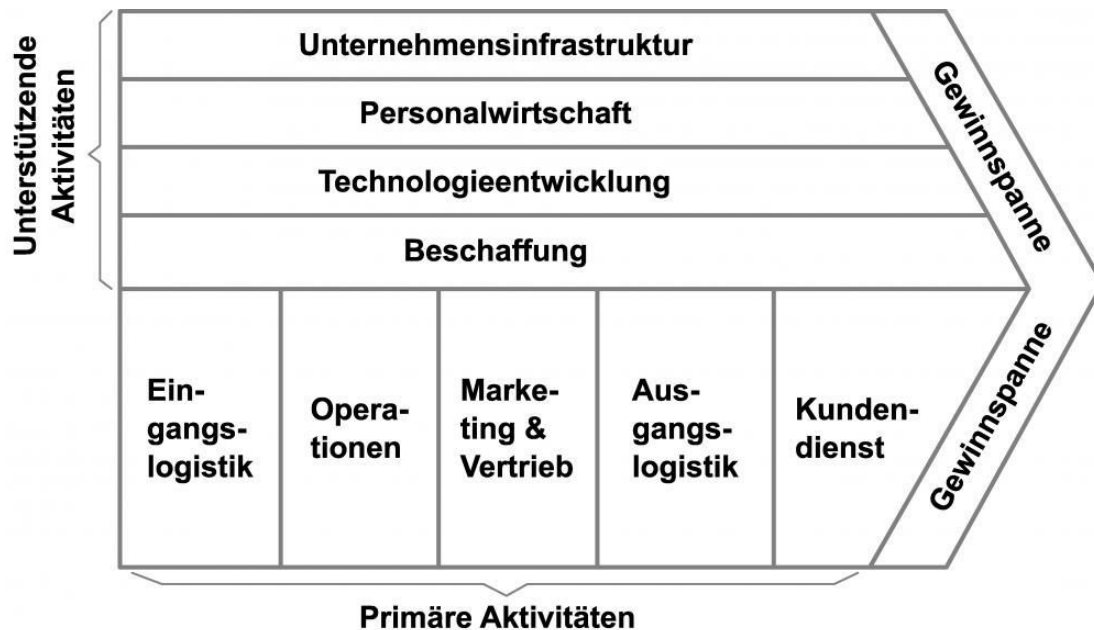 Unterstützende
Aktivitäten
Unternehmensinfrastruktur
Personalwirtschaft
Technologieentwicklung
Beschaffung
Gewinnspanne
Ein-
gangs-
logistik
Opera-
tionen
Marke-
ting &
Vertrieb
Aus-
gangs-
logistik
Kunden-
dienst
Gewinnspanne
Primäre Aktivitäten